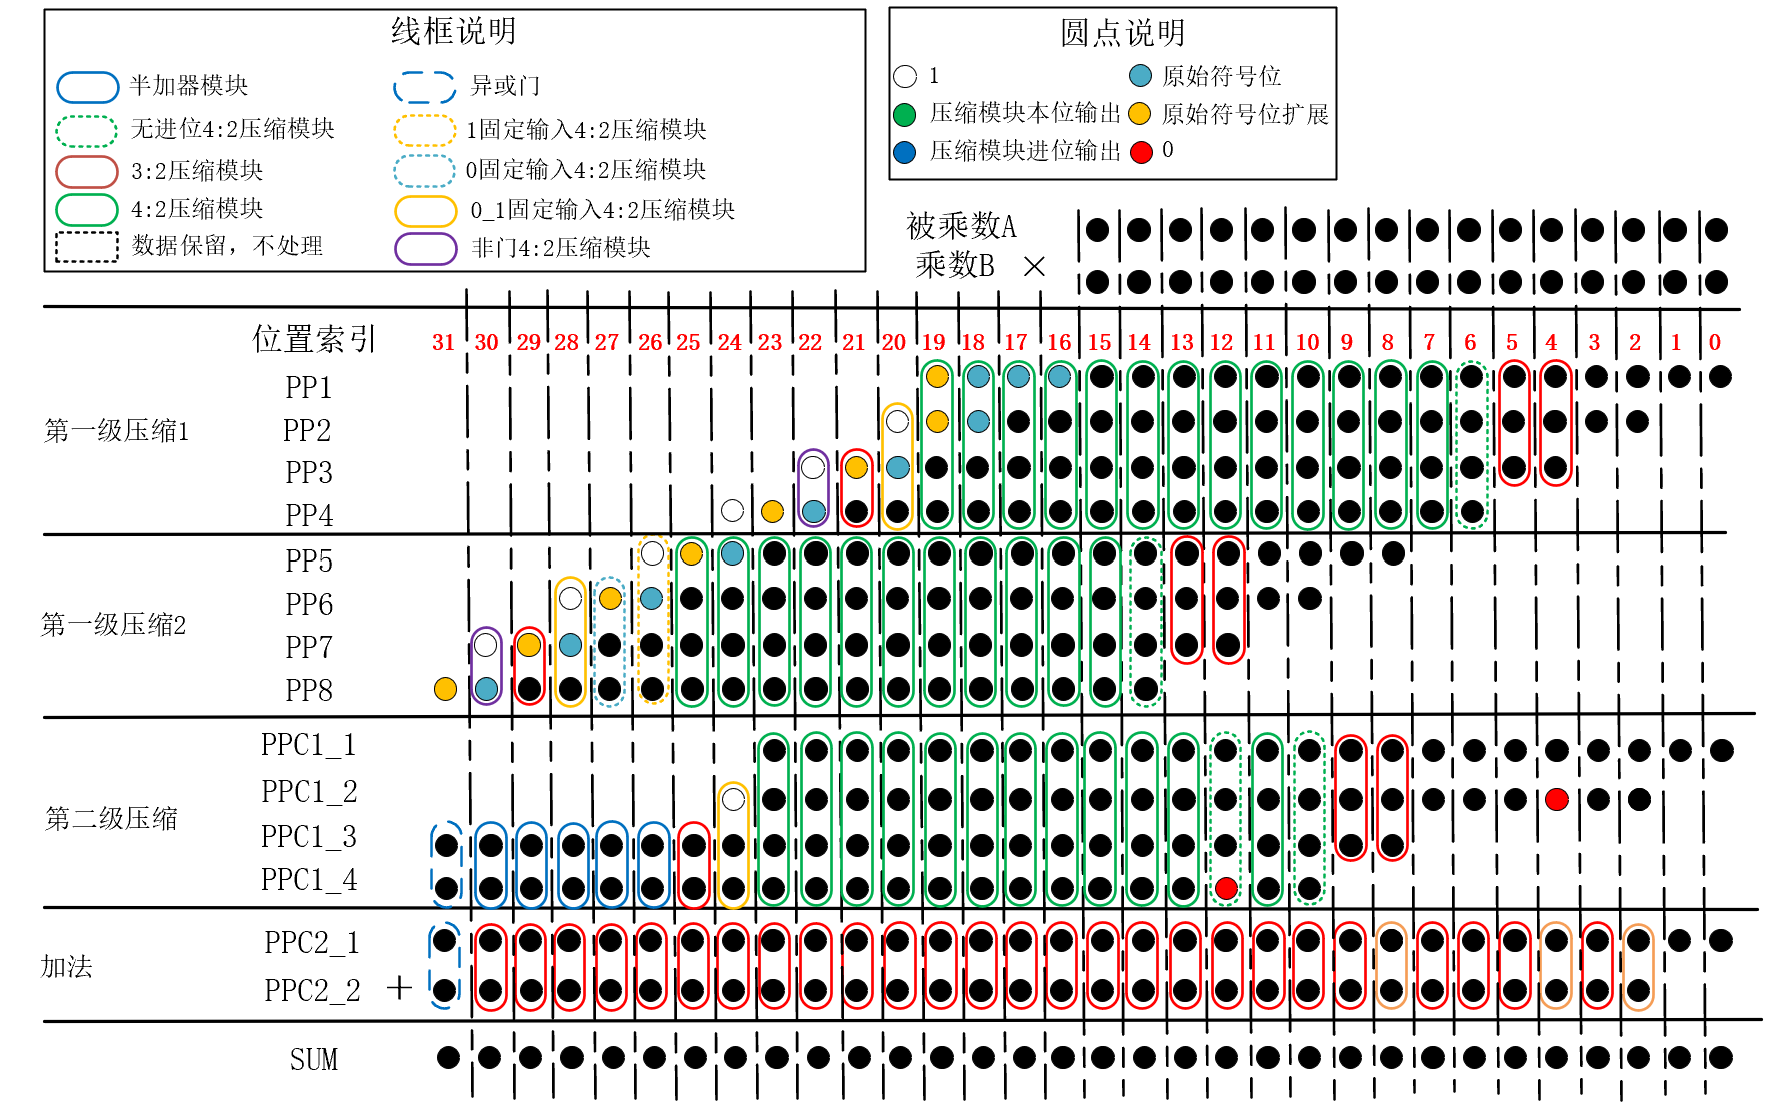 线框说明
半加器模块
异或门
无进位4:2压缩模块
1固定输入4:2压缩模块
3:2压缩模块
0固定输入4:2压缩模块
4:2压缩模块
0_1固定输入4:2压缩模块
数据保留，不处理
非门4:2压缩模块
圆点说明
1
原始符号位
压缩模块本位输出
原始符号位扩展
压缩模块进位输出
0
被乘数A
乘数B ×
位置索引 31 30 29 28 27 26 25 24 23 22 21 20 19 18 17 16 15 14 13 12 11 10 9 8 7 6 5 4 3 2 1 0
第一级压缩1
PP1
PP2
PP3
PP4
第一级压缩2
PP5
PP6
PP7
PP8
第二级压缩
PPC1_1
PPC1_2
PPC1_3
PPC1_4
加法
PPC2_1
PPC2_2 +
SUM